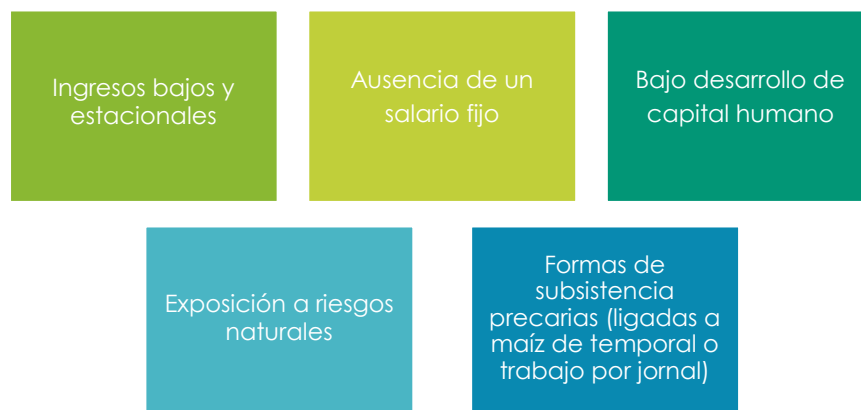 Ingresos bajos y
estacionales
Ausencia de un
salario fijo
Bajo desarrollo de
capital humano
Exposición a riesgos
naturales
Formas de
subsistencia
precarias (ligadas a
maíz de temporal o
trabajo por jornal)